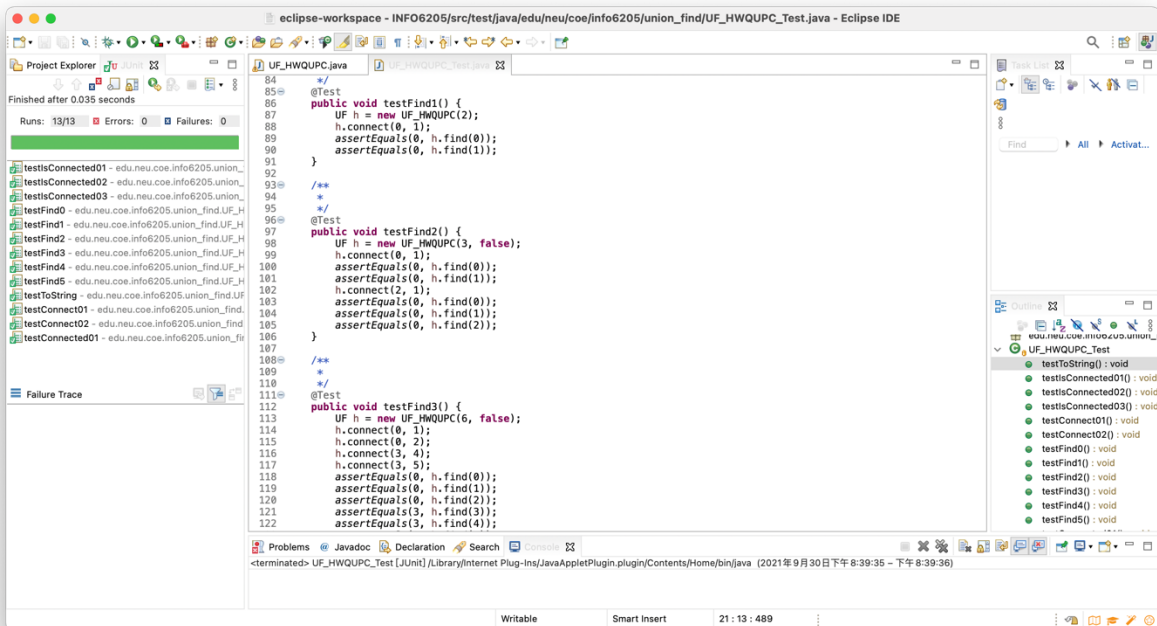 eclipse-workspace - INFO6205/src/test/java/edu/neu/coe/info6205/union_find/UF_HWQUPC_Test.java - Eclipse IDE
Project Explorer
JUnit
Finished after 0.035 seconds
Runs: 13/13 Errors: 0 Failures: 0
testIsConnected01 - edu.neu.coe.info6205.union_
testIsConnected02 - edu.neu.coe.info6205.union_
testIsConnected03 - edu.neu.coe.info6205.union_
testFind0 - edu.neu.coe.info6205.union_find.UF_H
testFind1 - edu.neu.coe.info6205.union_find.UF_H
testFind2 - edu.neu.coe.info6205.union_find.UF_H
testFind3 - edu.neu.coe.info6205.union_find.UF_H
testFind4 - edu.neu.coe.info6205.union_find.UF_H
testFind5 - edu.neu.coe.info6205.union_find.UF_H
testToString - edu.neu.coe.info6205.union_find.UF
testConnect01 - edu.neu.coe.info6205.union_find.
testConnect02 - edu.neu.coe.info6205.union_find
testConnected01 - edu.neu.coe.info6205.union_fir
Failure Trace
UF_HWQUPC.java UF_HWQUPC_Test.java
84 */
85 @Test
86 public void testFind1() {
87 UF h = new UF_HWQUPC(2);
88 h.connect(0, 1);
89 assertEquals(0, h.find(0));
90 assertEquals(0, h.find(1));
91 }
92
93 /**
94 *
95 */
96 @Test
97 public void testFind2() {
98 UF h = new UF_HWQUPC(3, false);
99 h.connect(0, 1);
100 assertEquals(0, h.find(0));
101 assertEquals(0, h.find(1));
102 h.connect(2, 1);
103 assertEquals(0, h.find(0));
104 assertEquals(0, h.find(1));
105 assertEquals(0, h.find(2));
106 }
107
108 /**
109 *
110 */
111 @Test
112 public void testFind3() {
113 UF h = new UF_HWQUPC(6, false);
114 h.connect(0, 1);
115 h.connect(0, 2);
116 h.connect(3, 4);
117 h.connect(3, 5);
118 assertEquals(0, h.find(0));
119 assertEquals(0, h.find(1));
120 assertEquals(0, h.find(2));
121 assertEquals(3, h.find(3));
122 assertEquals(3, h.find(4));
Task List
Find All Activat...
Outline
edu.neu.coe.info6205.union_
UF_HWQUPC_Test
testToString() : void
testIsConnected01() : void
testIsConnected02() : void
testIsConnected03() : void
testConnect01() : void
testConnect02() : void
testFind0() : void
testFind1() : void
testFind2() : void
testFind3() : void
testFind4() : void
testFind5() : void
Problems @ Javadoc Declaration Search Console
<terminated> UF_HWQUPC_Test [JUnit] /Library/Internet Plug-Ins/JavaAppletPlugin.plugin/Contents/Home/bin/java (2021年9月30日下午8:39:35 – 下午8:39:36)
Writable Smart Insert 21 : 13 : 489